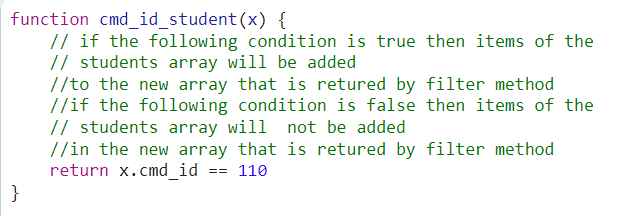 function cmd_id_student(x) {
// if the following condition is true then items of the
// students array will be added
//to the new array that is retured by filter method
//if the following condition is false then items of the
// students array will  not be added
//in the new array that is retured by filter method
return x.cmd_id == 110
}